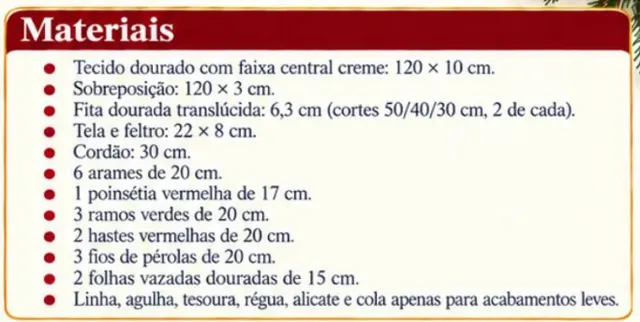 Materiais
• Tecido dourado com faixa central creme: 120 × 10 cm.
• Sobreposição: 120 × 3 cm.
• Fita dourada translúcida: 6,3 cm (cortes 50/40/30 cm, 2 de cada).
• Tela e feltro: 22 × 8 cm.
• Cordão: 30 cm.
• 6 arames de 20 cm.
• 1 poinsétia vermelha de 17 cm.
• 3 ramos verdes de 20 cm.
• 2 hastes vermelhas de 20 cm.
• 3 fios de pérolas de 20 cm.
• 2 folhas vazadas douradas de 15 cm.
• Linha, agulha, tesoura, régua, alicate e cola apenas para acabamentos leves.